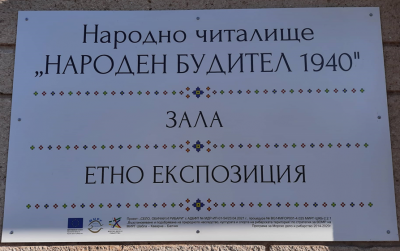 Народно читалище
„НАРОДЕН БУДИТЕЛ 1940"
ЗАЛА
ЕТНО ЕКСПОЗИЦИЯ